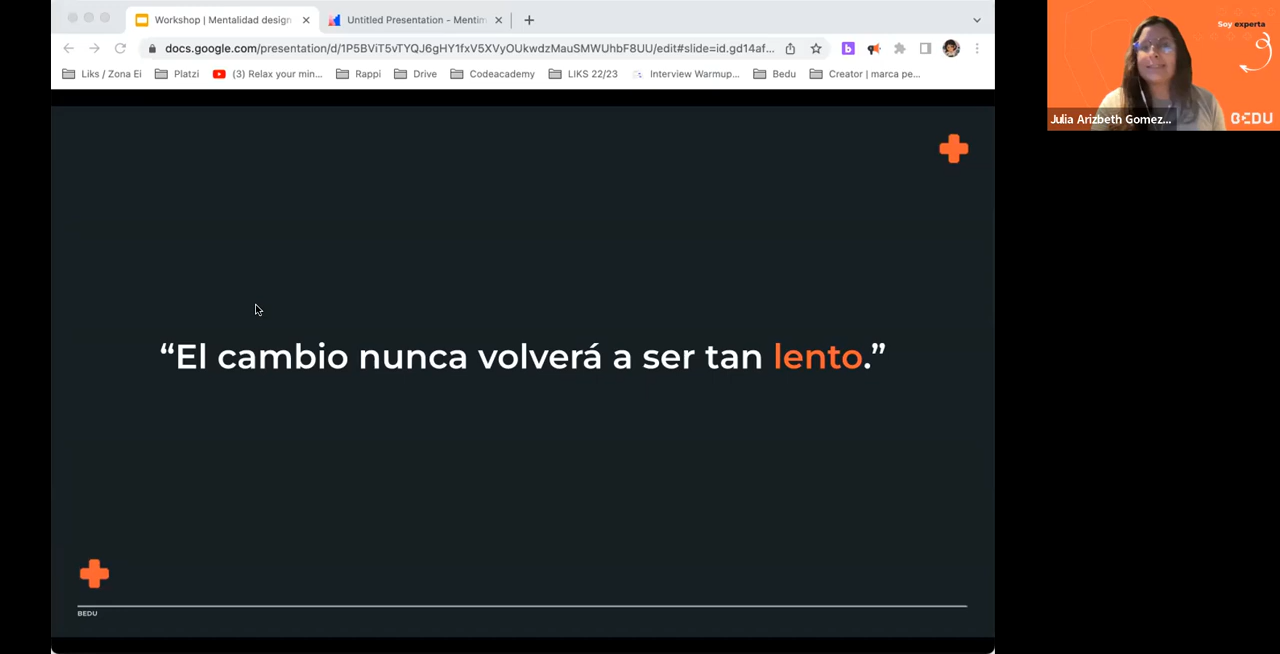 Workshop | Mentalidad design
Untitled Presentation - Mentim
docs.google.com/presentation/d/1P5BViT5vTYQJ6gHY1fxV5XVyOUkwdzMauSMWUhbF8UU/edit#slide=id.gd14af...
Liks / Zona Ei
Platzi
(3) Relax your min...
Rappi
Drive
Codeacademy
LIKS 22/23
Interview Warmup...
Bedu
Creator | marca pe...
Soy experta
Julia Arizbeth Gomez...
BEDU
“El cambio nunca volverá a ser tan lento.”
BEDU